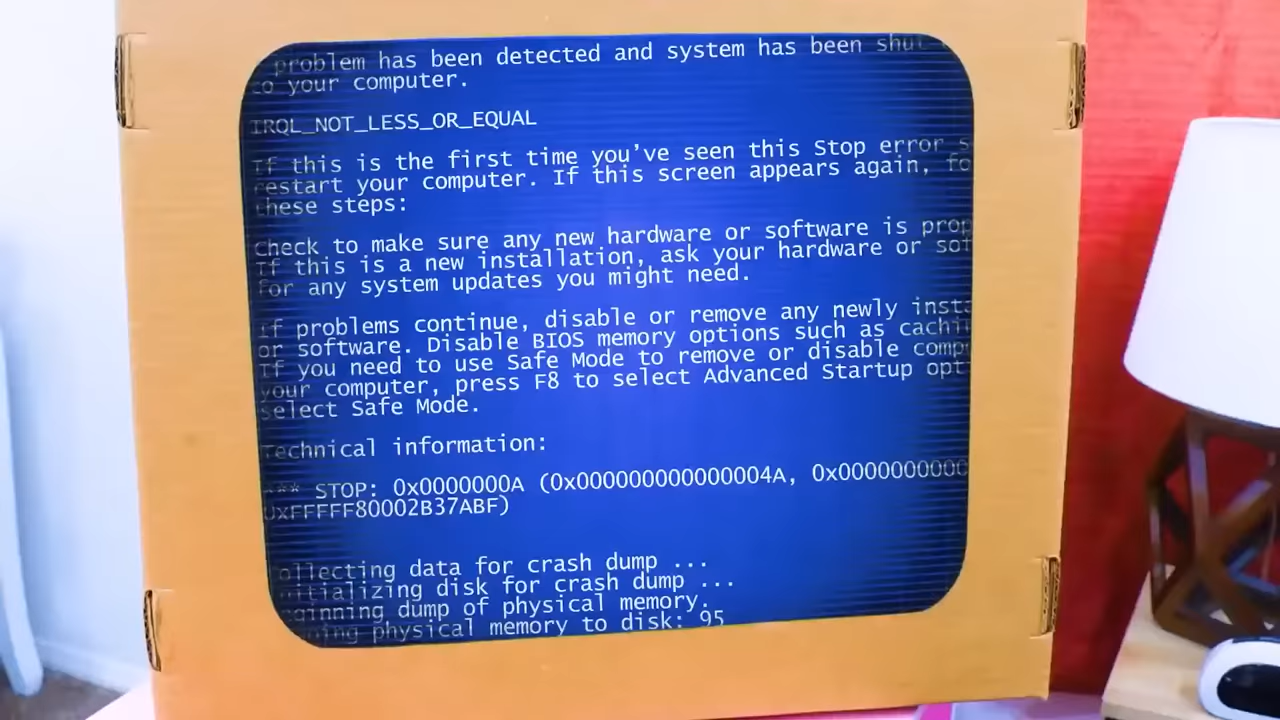 problem has been detected and system has been shut
to your computer.
IRQL_NOT_LESS_OR_EQUAL
If this is the first time you've seen this Stop error s
restart your computer. If this screen appears again, fo
these steps:
Check to make sure any new hardware or software is prop
If this is a new installation, ask your hardware or sof
for any system updates you might need.
If problems continue, disable or remove any newly insta
or software. Disable BIOS memory options such as cachi
If you need to use Safe Mode to remove or disable comp
your computer, press F8 to select Advanced Startup opt
select Safe Mode.
Technical information:
*** STOP: 0x0000000A (0x000000000000004A, 0x0000000000
0xFFFFF80002B37ABF)
ollecting data for crash dump ...
itializing disk for crash dump ...
ginning dump of physical memory.
ping physical memory to disk: 95